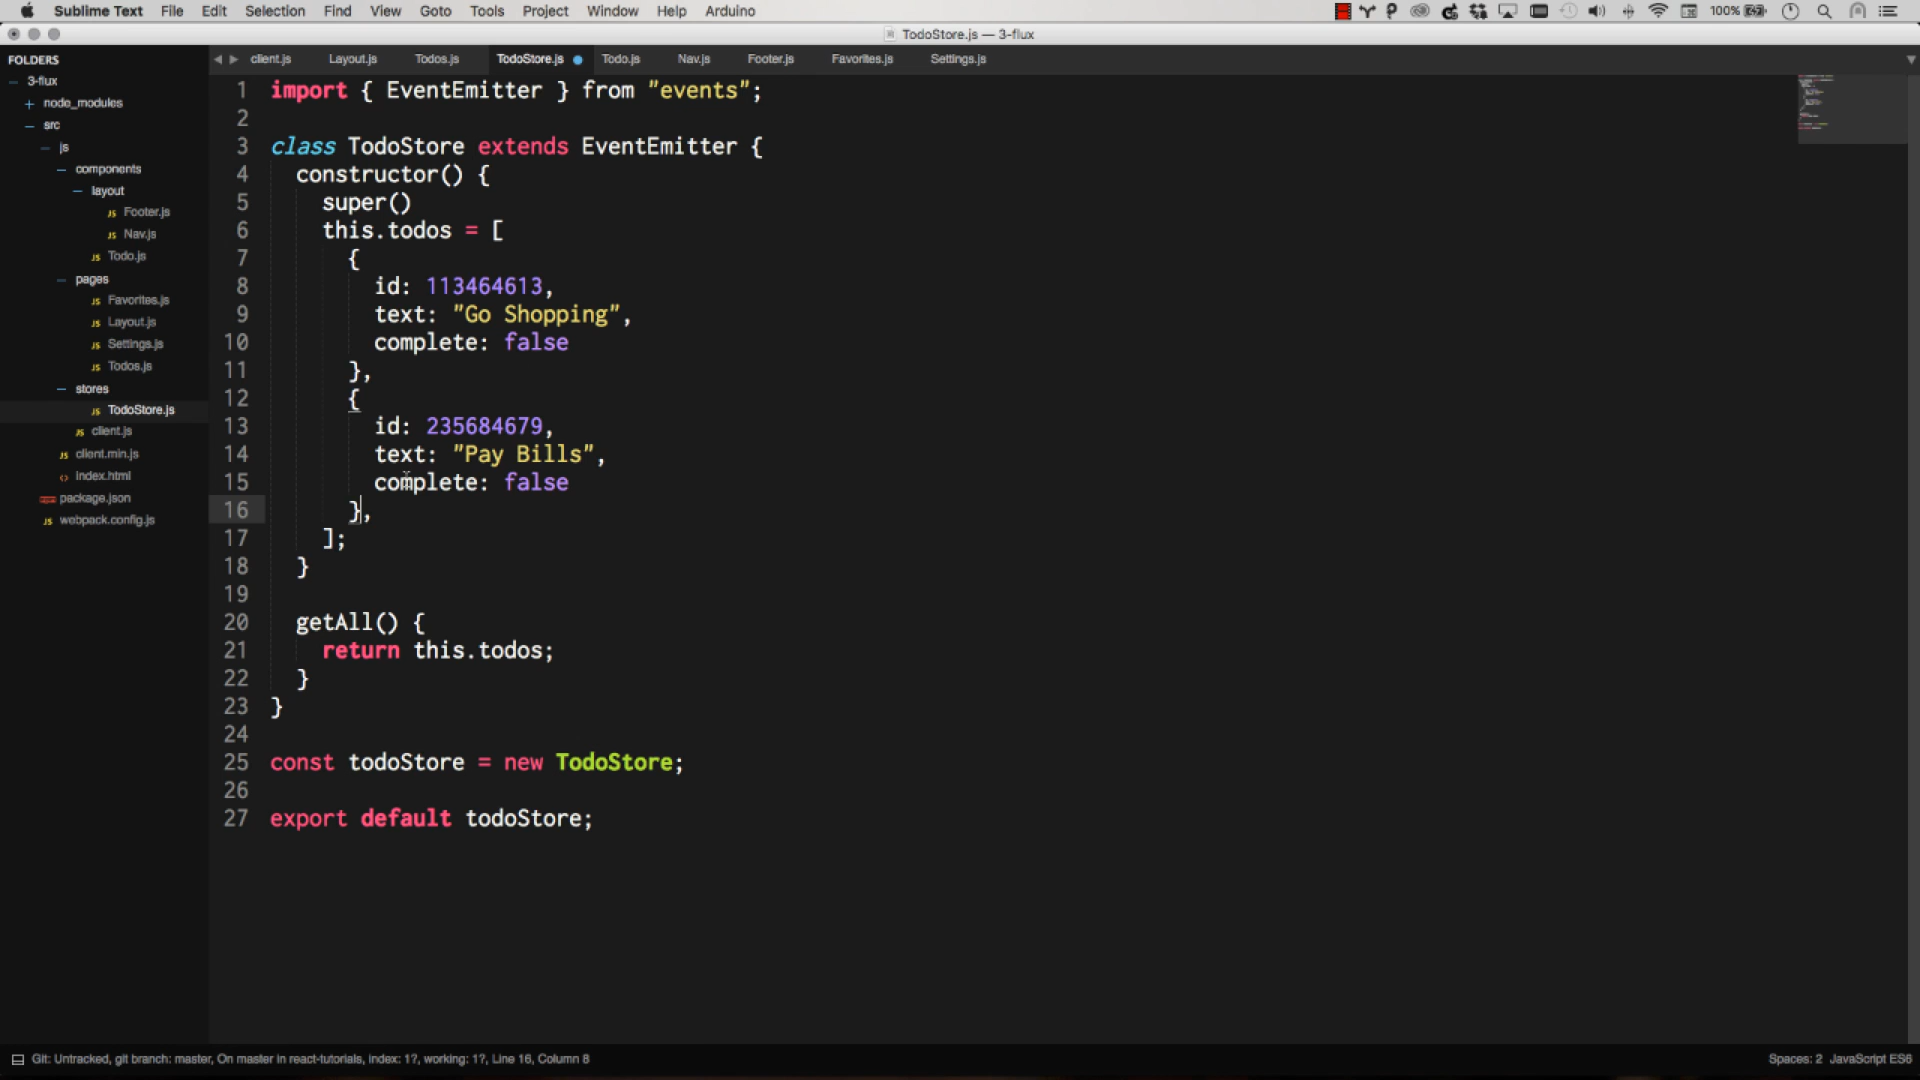 Sublime Text File Edit Selection Find View Goto Tools Project Window Help Arduino 100%
TodoStore.js — 3-flux
FOLDERS
3-flux
node_modules
src
js
components
layout
Footer.js
Nav.js
Todo.js
pages
Favorites.js
Layout.js
Settings.js
Todos.js
stores
TodoStore.js
client.js
client.min.js
index.html
package.json
webpack.config.js
client.js Layout.js Todos.js TodoStore.js Todo.js Nav.js Footer.js Favorites.js Settings.js
1 import { EventEmitter } from "events";
2
3 class TodoStore extends EventEmitter {
4 constructor() {
5 super()
6 this.todos = [
7 {
8 id: 113464613,
9 text: "Go Shopping",
10 complete: false
11 },
12 {
13 id: 235684679,
14 text: "Pay Bills",
15 complete: false
16 },
17 ];
18 }
19
20 getAll() {
21 return this.todos;
22 }
23 }
24
25 const todoStore = new TodoStore;
26
27 export default todoStore;
Git: Untracked, git branch: master, On master in react-tutorials, index: 1?, working: 1?, Line 16, Column 8
Spaces: 2 JavaScript ES6